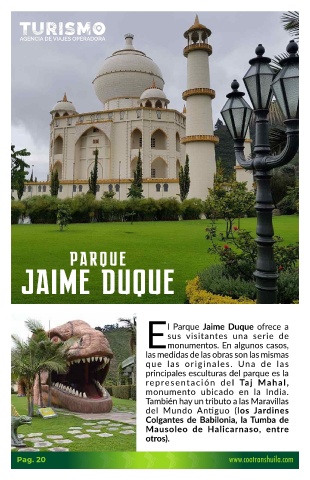 TURISMO
AGENCIA DE VIAJES OPERADORA
PARQUE
JAIME DUQUE
El Parque Jaime Duque ofrece a
sus visitantes una serie de
monumentos. En algunos casos,
las medidas de las obras son las mismas
que las originales. Una de las
principales esculturas del parque es la
representación del Taj Mahal,
monumento ubicado en la India.
También hay un tributo a las Maravillas
del Mundo Antiguo (los Jardines
Colgantes de Babilonia, la Tumba de
Mausoleo de Halicarnaso, entre
otros).
Pag. 20
www.cootranshuila.com